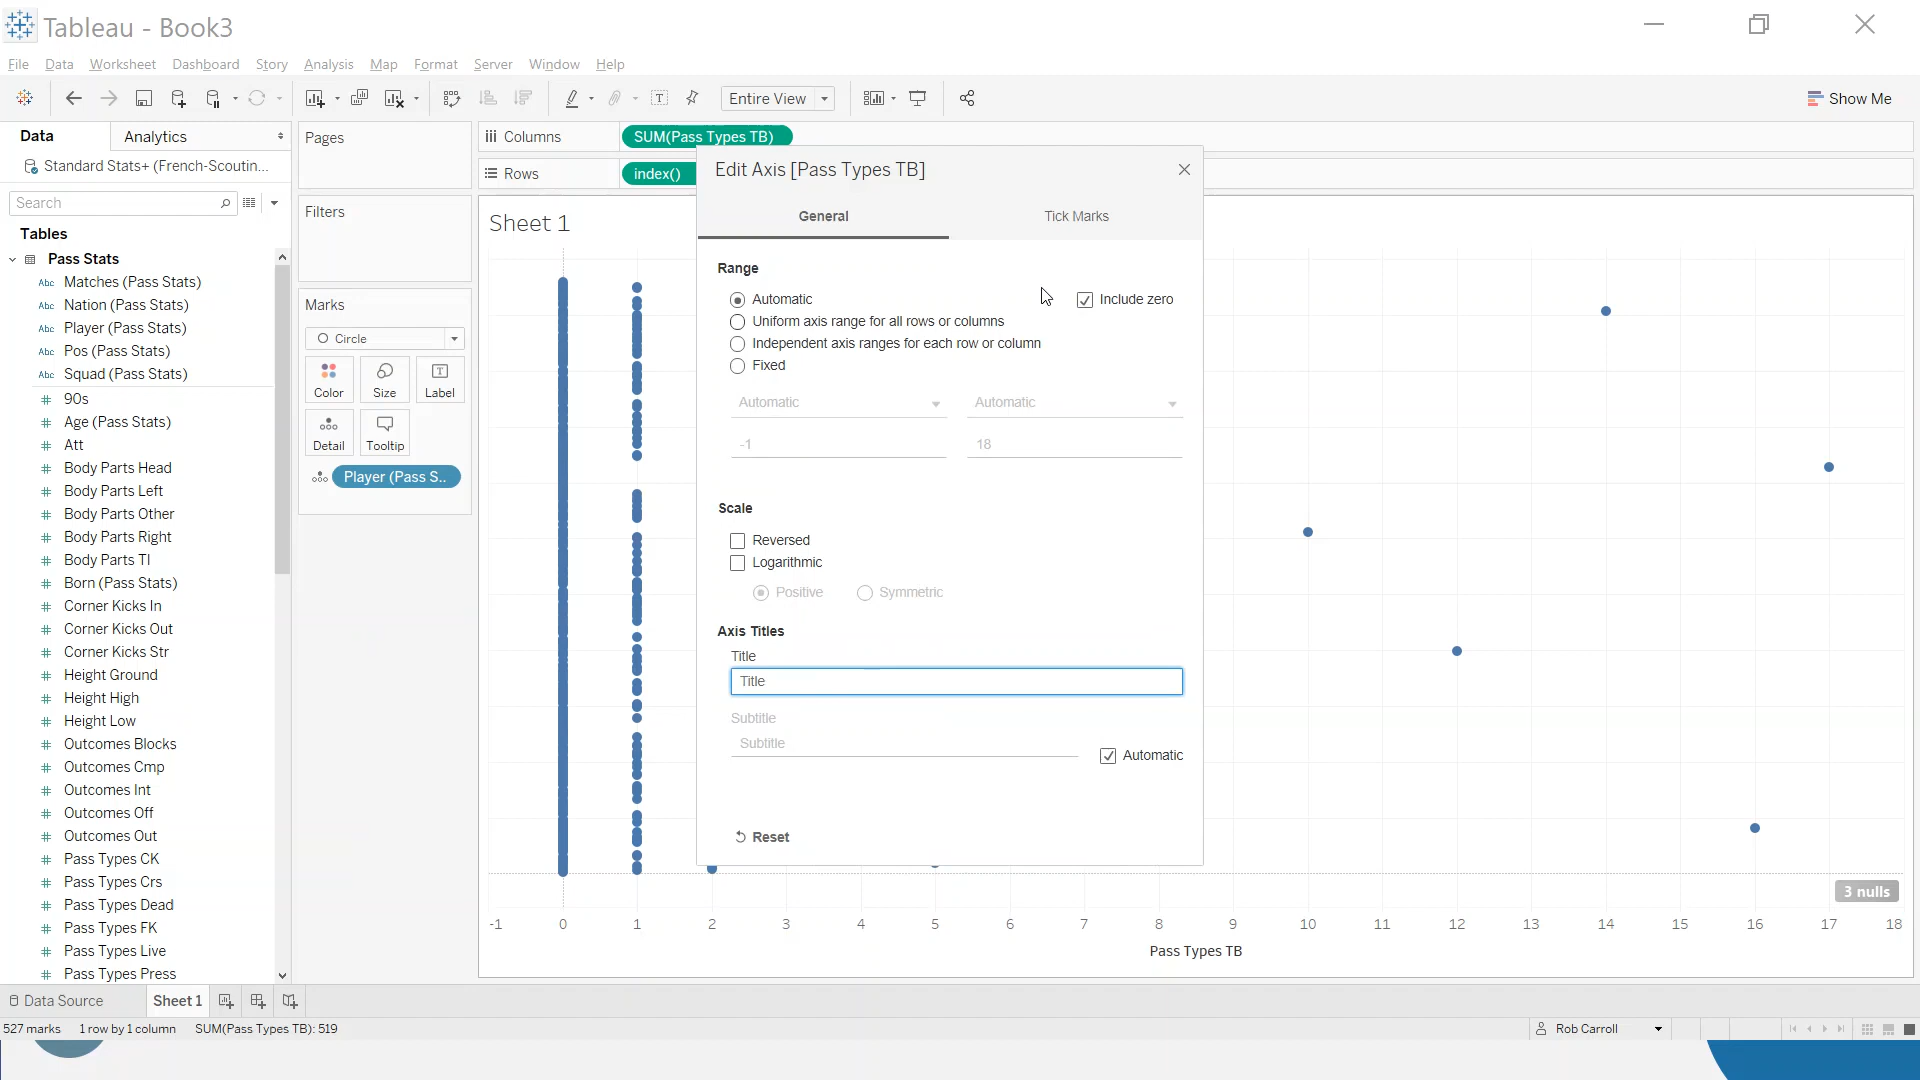 Tableau - Book3
File Data Worksheet Dashboard Story Analysis Map Format Server Window Help
Entire View
Show Me
Data Analytics
Standard Stats+ (French-Scoutin...
Search
Tables
Pass Stats
Abc Matches (Pass Stats)
Abc Nation (Pass Stats)
Abc Player (Pass Stats)
Abc Pos (Pass Stats)
Abc Squad (Pass Stats)
# 90s
# Age (Pass Stats)
# Att
# Body Parts Head
# Body Parts Left
# Body Parts Other
# Body Parts Right
# Body Parts TI
# Born (Pass Stats)
# Corner Kicks In
# Corner Kicks Out
# Corner Kicks Str
# Height Ground
# Height High
# Height Low
# Outcomes Blocks
# Outcomes Cmp
# Outcomes Int
# Outcomes Off
# Outcomes Out
# Pass Types CK
# Pass Types Crs
# Pass Types Dead
# Pass Types FK
# Pass Types Live
# Pass Types Press
Pages
Filters
Marks
Circle
Color Size Label
Detail Tooltip
Player (Pass S..
Columns SUM(Pass Types TB)
Rows index()
Sheet 1
Edit Axis [Pass Types TB]
General Tick Marks
Range
Automatic Include zero
Uniform axis range for all rows or columns
Independent axis ranges for each row or column
Fixed
Automatic Automatic
-1 18
Scale
Reversed
Logarithmic
Positive Symmetric
Axis Titles
Title
Title
Subtitle
Subtitle
Automatic
Reset
3 nulls
-1 0 1 2 3 4 5 6 7 8 9 10 11 12 13 14 15 16 17 18
Pass Types TB
Data Source Sheet 1
527 marks 1 row by 1 column SUM(Pass Types TB): 519
Rob Carroll